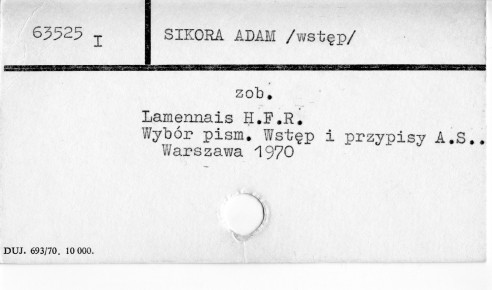 63525 I SIKORA ADAM /wstęp/
zob.
Lamennais H.F.R.
Wybór pism. Wstęp i przypisy A.S..
Warszawa 1970
DUJ. 693/70. 10 000.